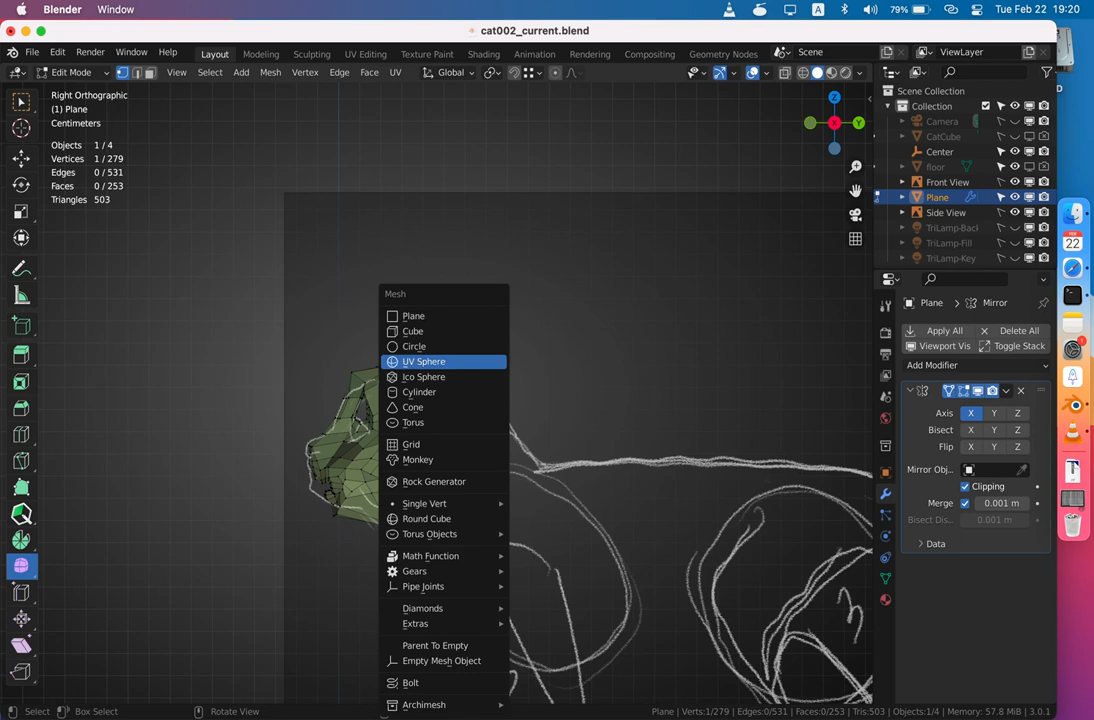 Blender Window 79% A Tue Feb 22 19:20
cat002_current.blend
File Edit Render Window Help Layout Modeling Sculpting UV Editing Texture Paint Shading Animation Rendering Compositing Geometry Nodes Scene ViewLayer
Edit Mode View Select Add Mesh Vertex Edge Face UV Global
Right Orthographic
(1) Plane
Centimeters
Objects 1/4
Vertices 1/279
Edges 0/531
Faces 0/253
Triangles 503
Z
X
Y
Mesh
Plane
Cube
Circle
UV Sphere
Ico Sphere
Cylinder
Cone
Torus
Grid
Monkey
Rock Generator
Single Vert
Round Cube
Torus Objects
Math Function
Gears
Pipe Joints
Diamonds
Extras
Parent To Empty
Empty Mesh Object
Bolt
Archimesh
Scene Collection
Collection
Camera
CatCube
Center
floor
Front View
Plane
Side View
TriLamp-Back
TriLamp-Fill
TriLamp-Key
Plane > Mirror
Apply All Delete All
Viewport Vis Toggle Stack
Add Modifier
Axis X Y Z
Bisect X Y Z
Flip X Y Z
Mirror Obj..
Clipping
Merge 0.001 m
Bisect Dis... 0.001 m
Data
FEB
22
1
D
Select Box Select Rotate View Plane | Verts:1/279 | Edges:0/531 | Faces:0/253 | Tris:503 | Objects:1/4 | Memory: 57.8 MiB | 3.0.1